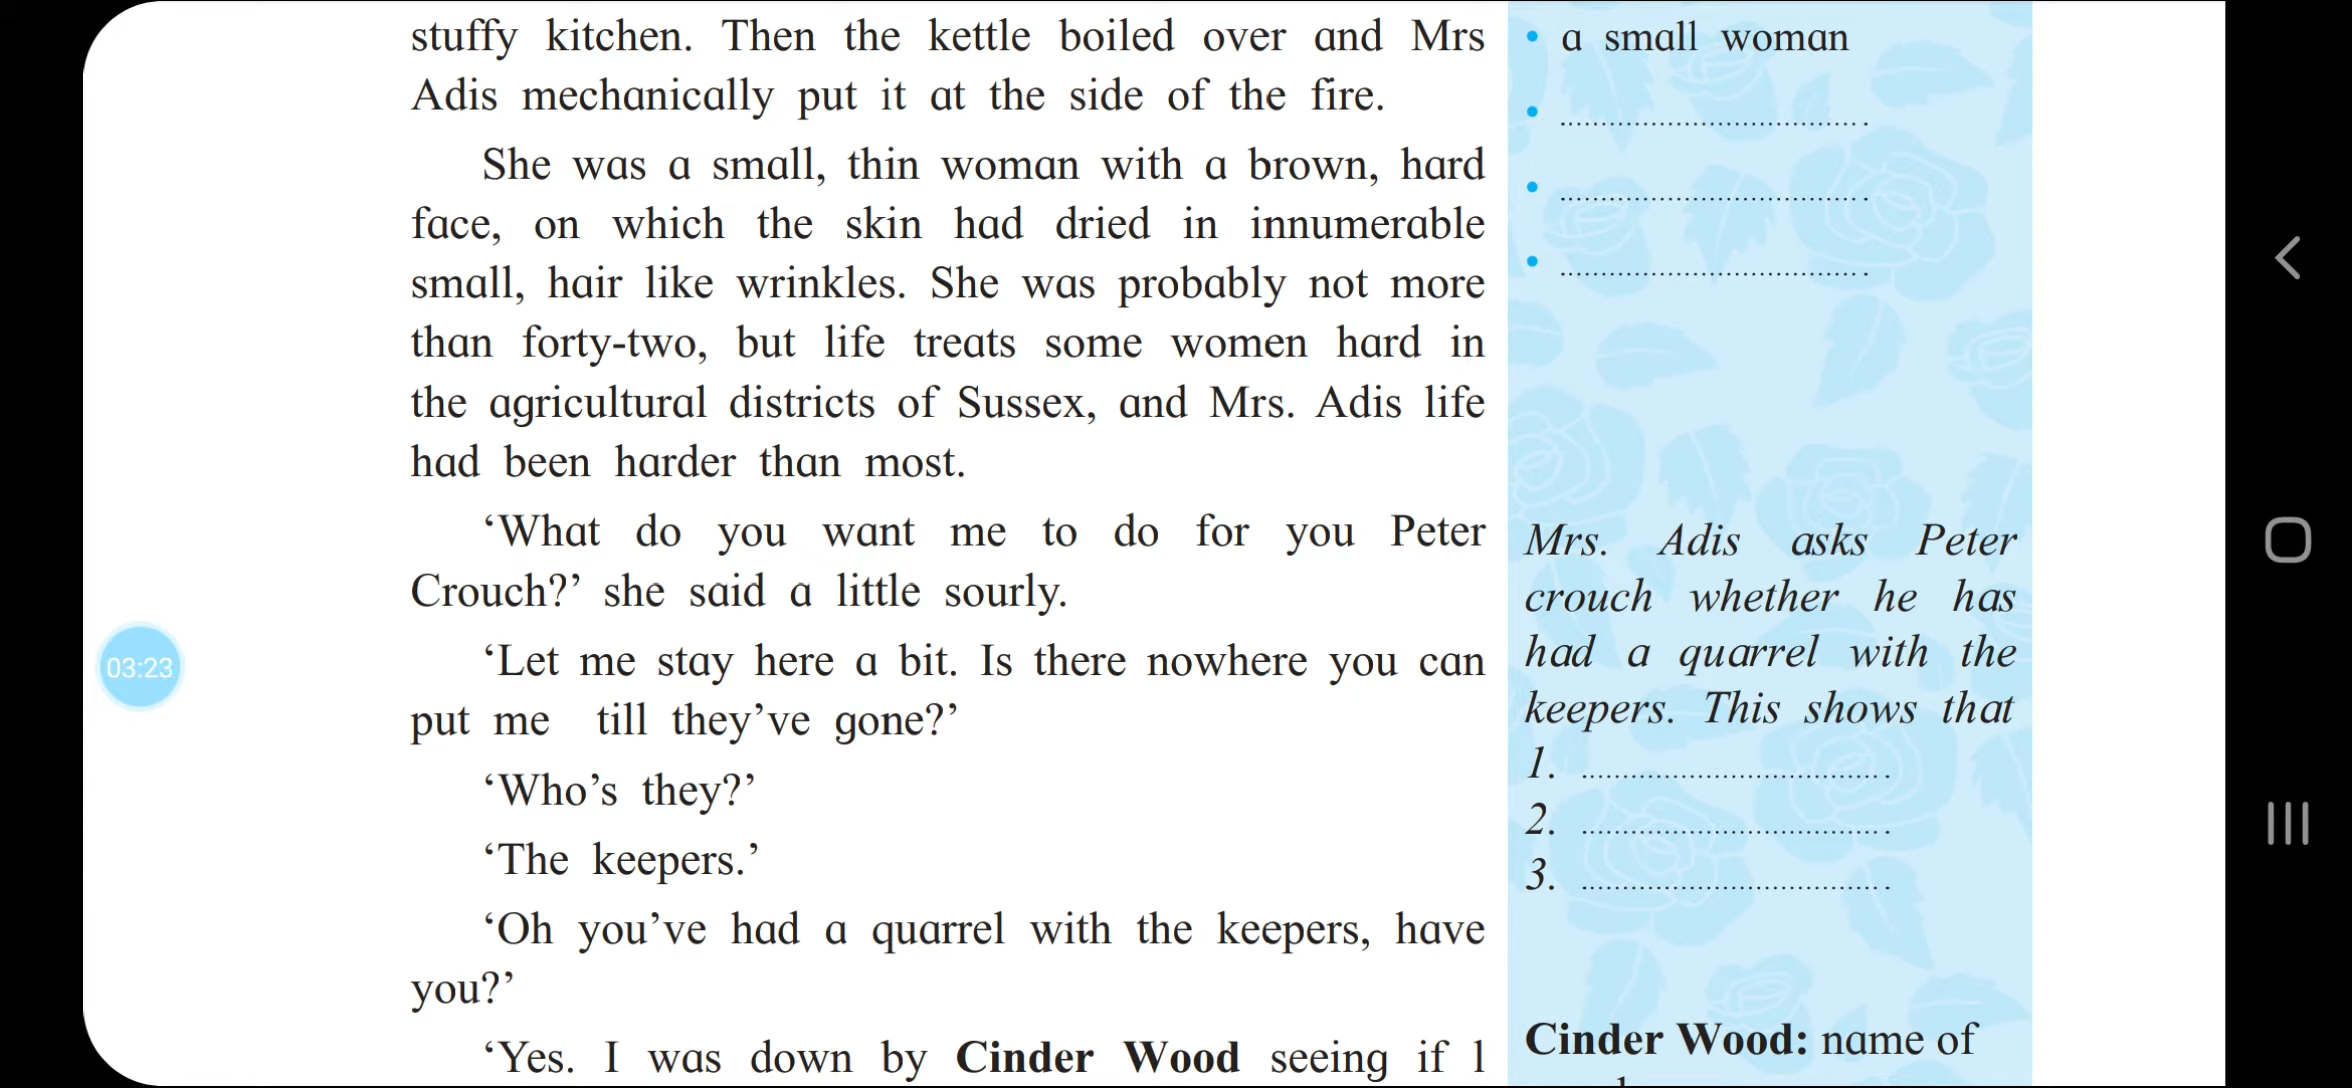 stuffy kitchen. Then the kettle boiled over and Mrs
Adis mechanically put it at the side of the fire.
She was a small, thin woman with a brown, hard
face, on which the skin had dried in innumerable
small, hair like wrinkles. She was probably not more
than forty-two, but life treats some women hard in
the agricultural districts of Sussex, and Mrs. Adis life
had been harder than most.
‘What do you want me to do for you Peter
Crouch?’ she said a little sourly.
‘Let me stay here a bit. Is there nowhere you can
put me till they’ve gone?’
‘Who’s they?’
‘The keepers.’
‘Oh you’ve had a quarrel with the keepers, have
you?’
‘Yes. I was down by Cinder Wood seeing if l
• a small woman
• ......................................
• ......................................
• ......................................
Mrs. Adis asks Peter
crouch whether he has
had a quarrel with the
keepers. This shows that
1. ......................................
2. ......................................
3. ......................................
Cinder Wood: name of
03:23